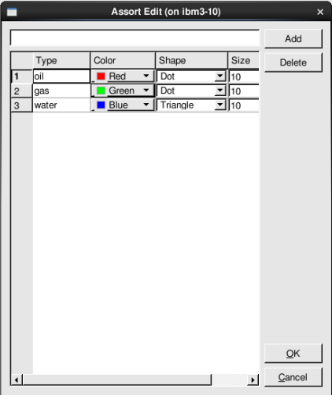 Assort Edit (on ibm3-10) ×
Add
Type Color Shape Size
Delete
1 oil Red Dot 10
2 gas Green Dot 10
3 water Blue Triangle 10
OK
Cancel